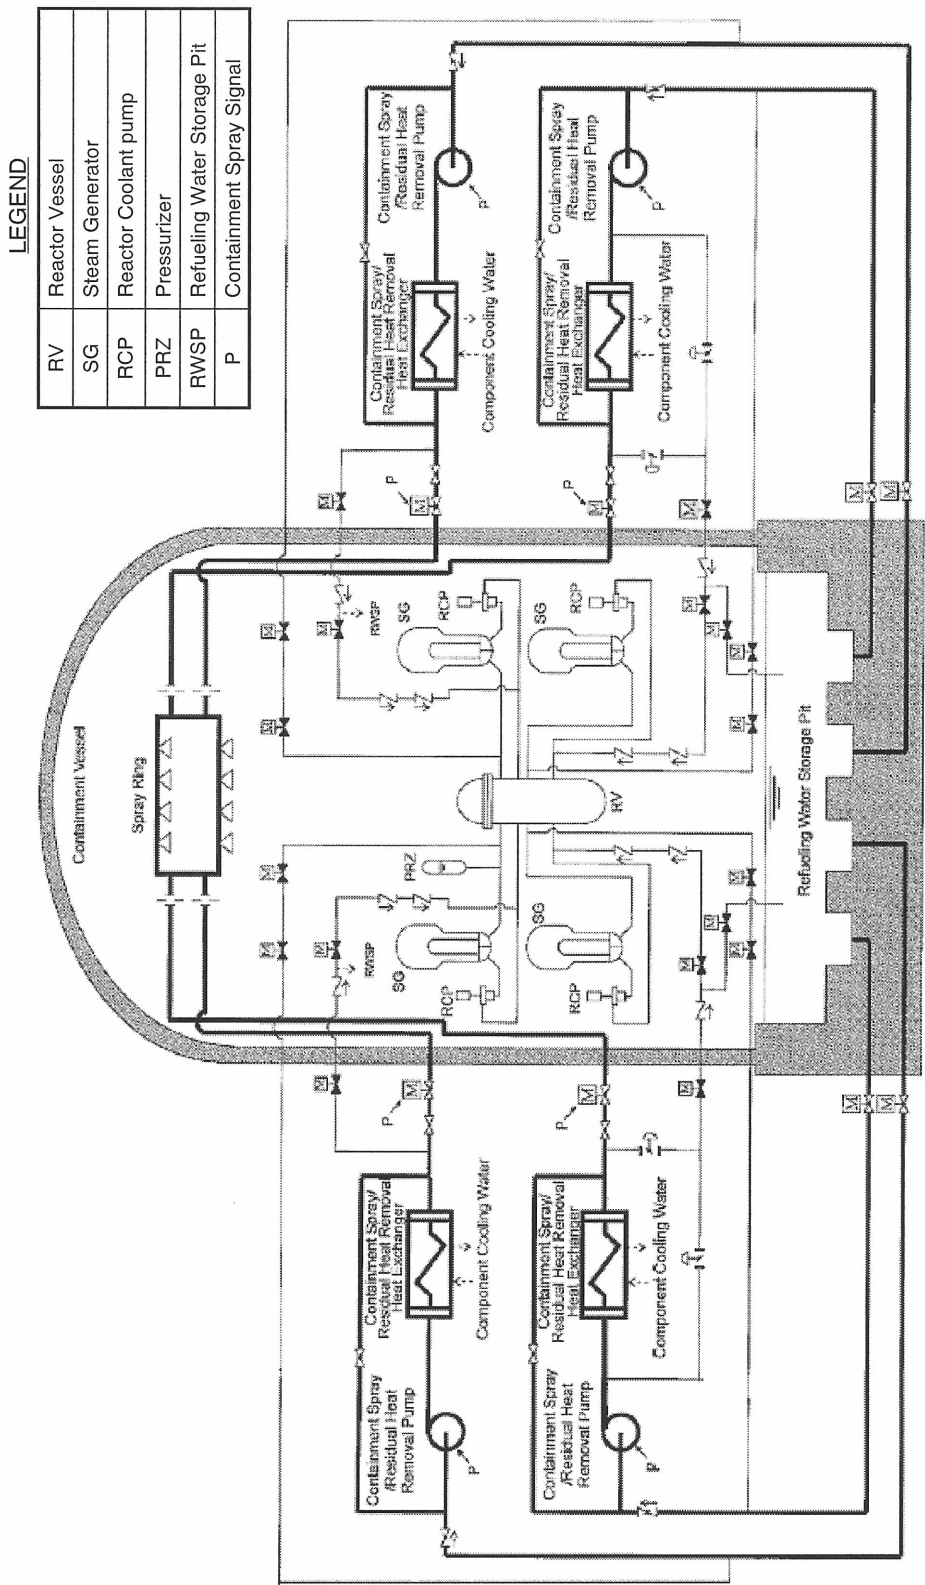 LEGEND
RV Reactor Vessel
SG Steam Generator
RCP Reactor Coolant pump
PRZ Pressurizer
RWSP Refueling Water Storage Pit
P Containment Spray Signal
Containment Vessel
Spray Ring
Containment Spray
/Residual Heat
Removal Pump
Containment Spray/
Residual Heat Removal
Heat Exchanger
Component Cooling Water
P
P
M
M
M
M
RWSP
SG
RCP
PRZ
M
M
M
M
RWSP
SG
RCP
Containment Spray/
Residual Heat Removal
Heat Exchanger
Containment Spray
/Residual Heat
Removal Pump
Component Cooling Water
P
P
M
M
Containment Spray
/Residual Heat
Removal Pump
Containment Spray/
Residual Heat Removal
Heat Exchanger
Component Cooling Water
P
P
M
M
M
M
M
M
SG
RCP
RV
SG
RCP
M
M
M
M
M
M
Containment Spray/
Residual Heat Removal
Heat Exchanger
Containment Spray
/Residual Heat
Removal Pump
Component Cooling Water
P
P
Refueling Water Storage Pit
M
M
M
M